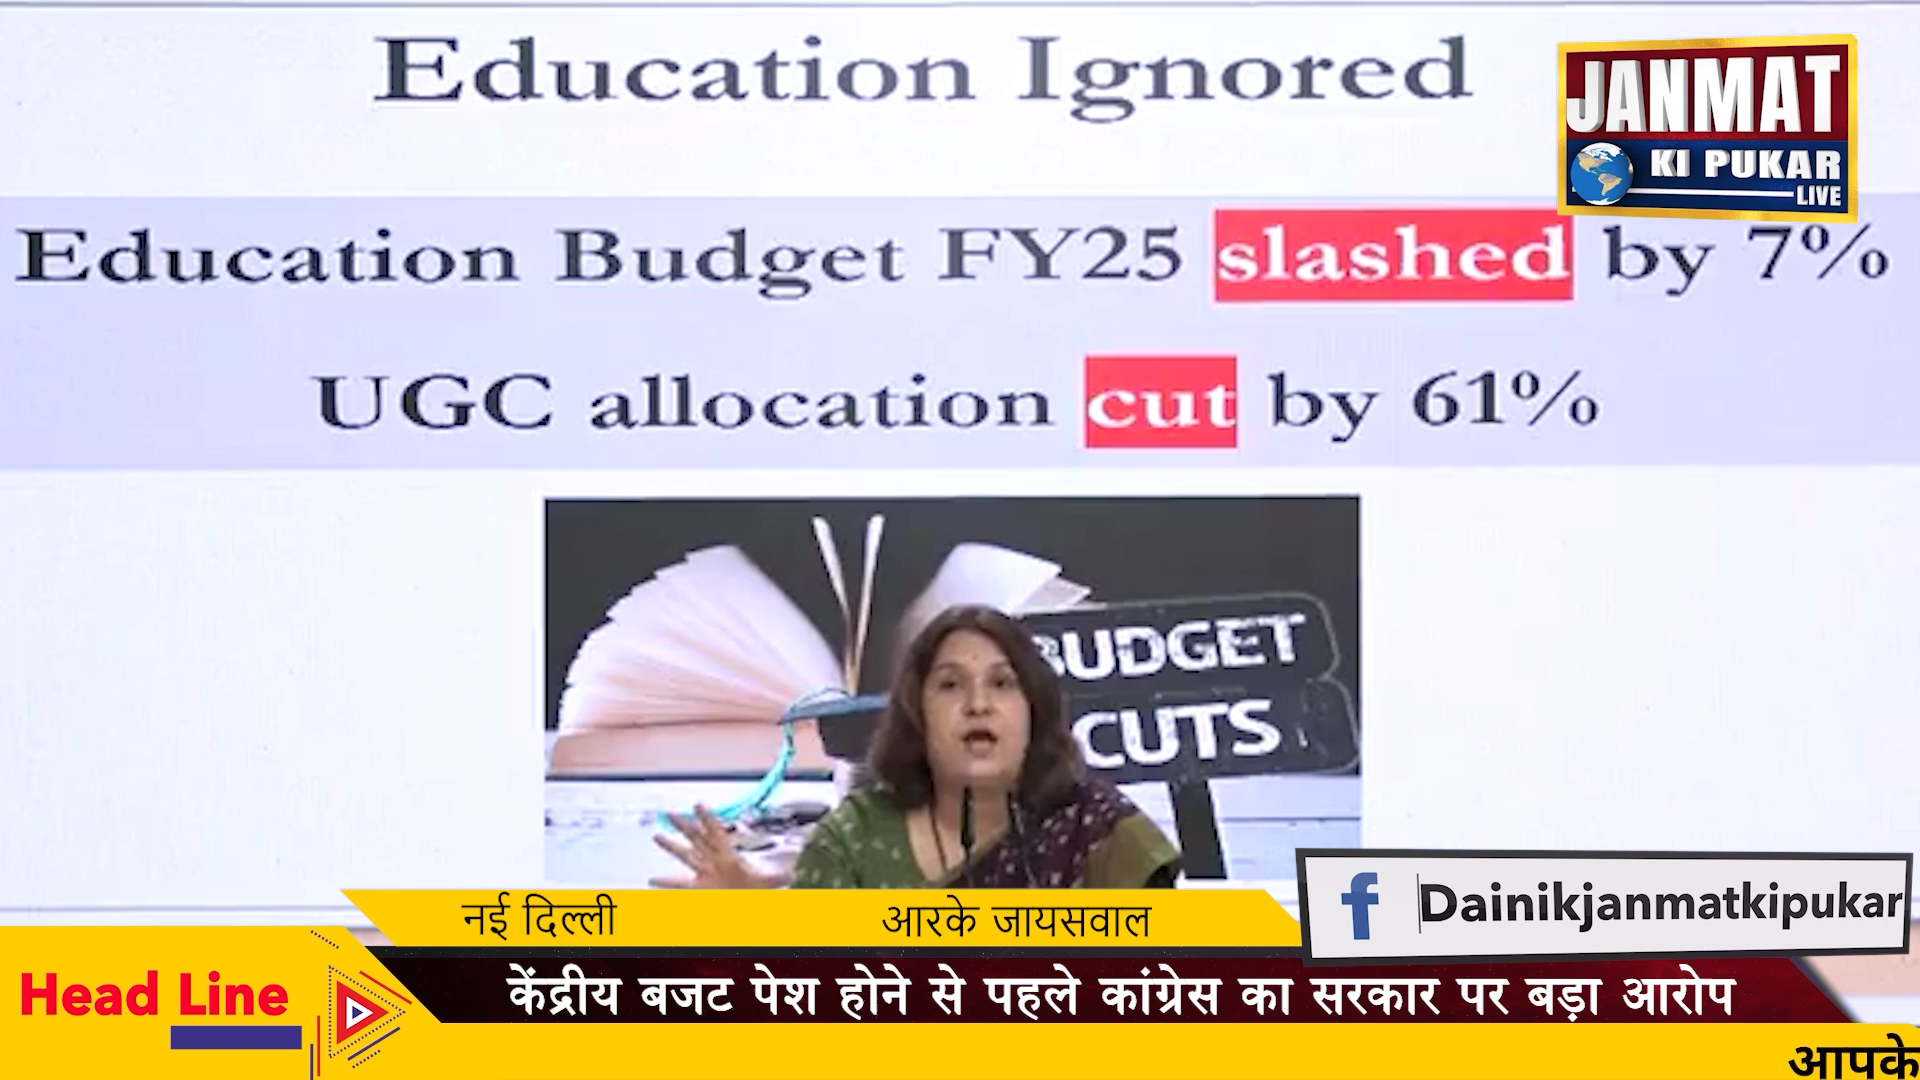 Education Ignored
JANMAT
KI PUKAR
LIVE
Education Budget FY25 slashed by 7%
UGC allocation cut by 61%
BUDGET
CUTS
Dainikjanmatkipukar
नई दिल्ली
आरके जायसवाल
Head Line
केंद्रीय बजट पेश होने से पहले कांग्रेस का सरकार पर बड़ा आरोप
आपके